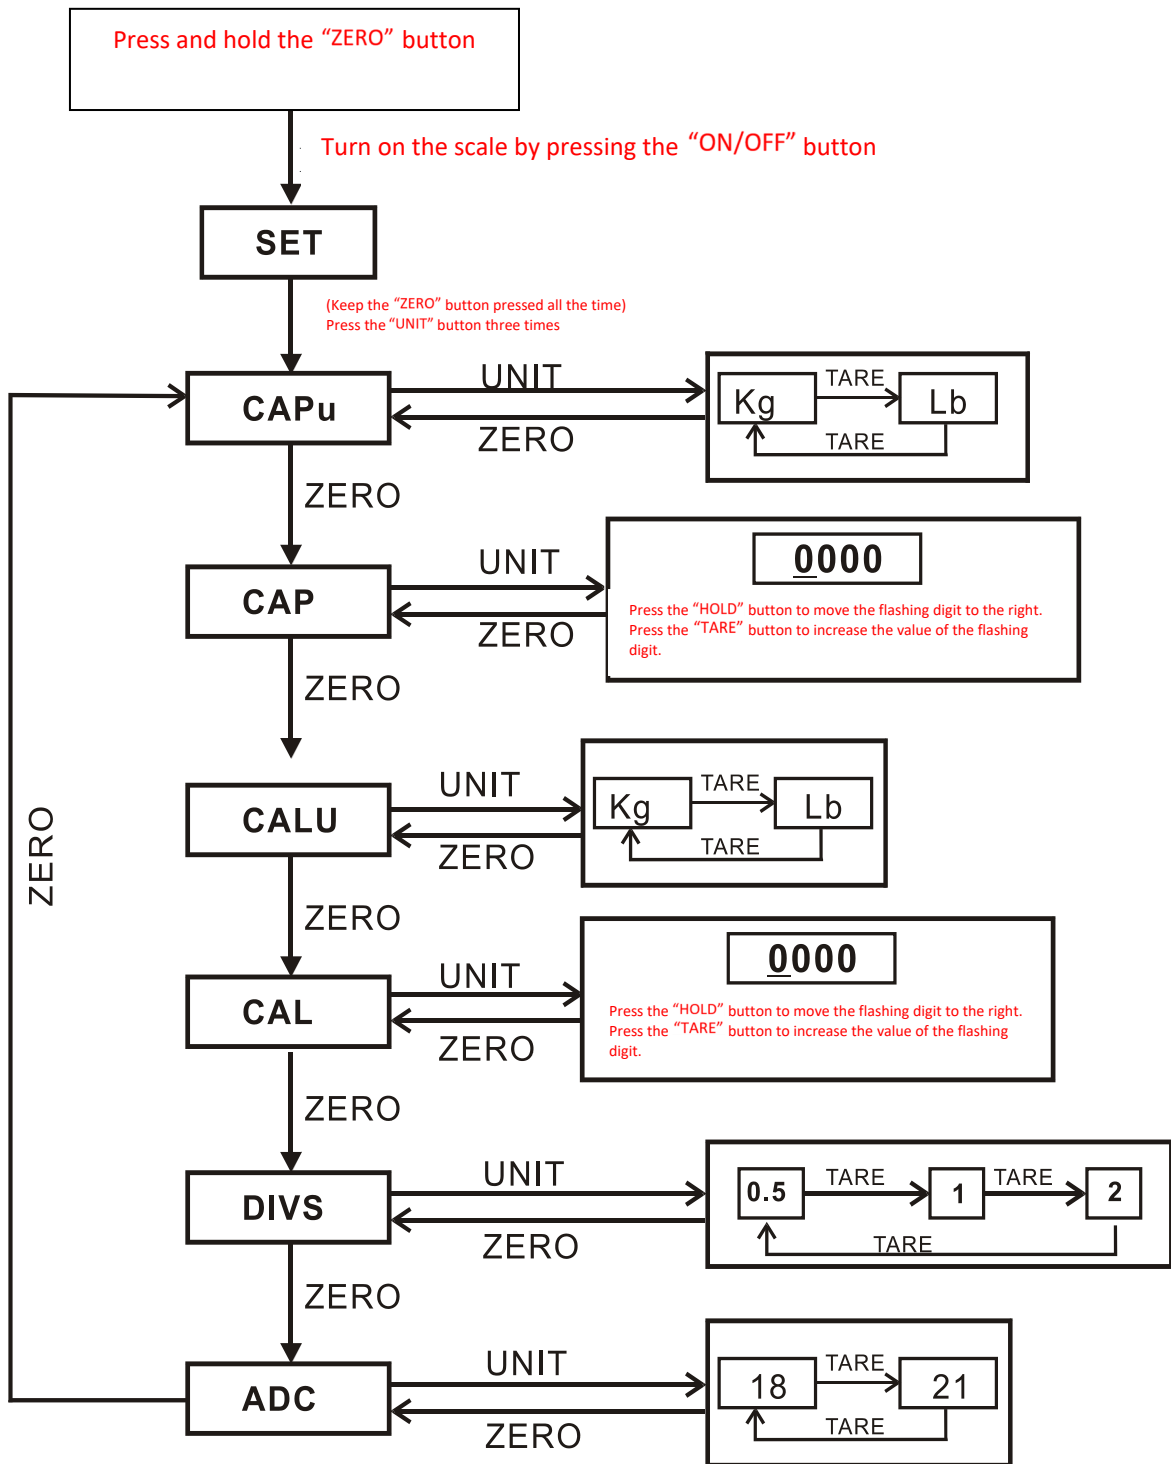 Press and hold the “ZERO” button
Turn on the scale by pressing the “ON/OFF” button
SET
(Keep the “ZERO” button pressed all the time)
Press the “UNIT” button three times
CAPu
UNIT
ZERO
Kg
TARE
Lb
TARE
ZERO
CAP
UNIT
ZERO
0000
Press the “HOLD” button to move the flashing digit to the right.
Press the “TARE” button to increase the value of the flashing
digit.
ZERO
CALU
UNIT
ZERO
Kg
TARE
Lb
TARE
ZERO
ZERO
CAL
UNIT
ZERO
0000
Press the “HOLD” button to move the flashing digit to the right.
Press the “TARE” button to increase the value of the flashing
digit.
ZERO
DIVS
UNIT
ZERO
0.5
TARE
1
TARE
2
TARE
ZERO
ADC
UNIT
ZERO
18
TARE
21
TARE